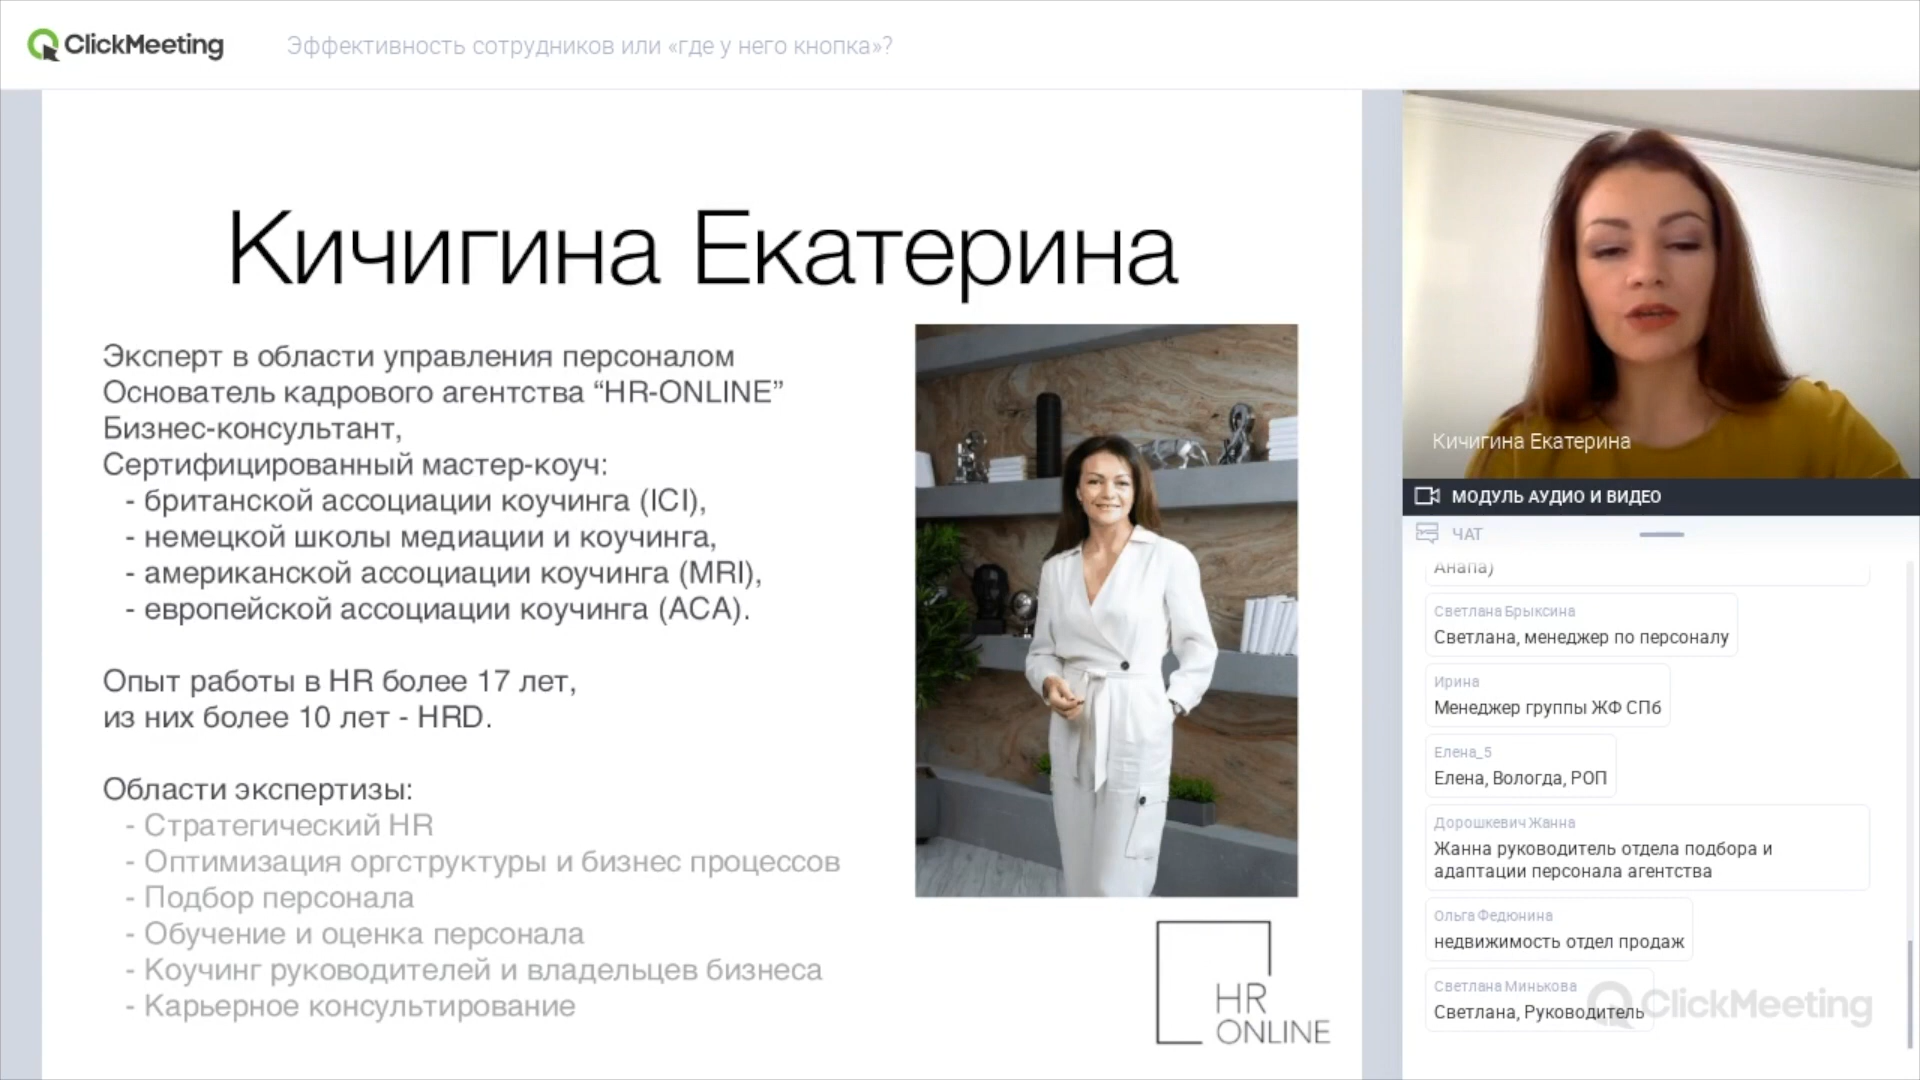 ClickMeeting
Эффективность сотрудников или «где у него кнопка»?
Кичигина Екатерина
Эксперт в области управления персоналом
Основатель кадрового агентства “HR-ONLINE”
Бизнес-консультант,
Сертифицированный мастер-коуч:
- британской ассоциации коучинга (ICI),
- немецкой школы медиации и коучинга,
- американской ассоциации коучинга (MRI),
- европейской ассоциации коучинга (ACA).
Опыт работы в HR более 17 лет,
из них более 10 лет - HRD.
Области экспертизы:
- Стратегический HR
- Оптимизация оргструктуры и бизнес процессов
- Подбор персонала
- Обучение и оценка персонала
- Коучинг руководителей и владельцев бизнеса
- Карьерное консультирование
HR
ONLINE
Кичигина Екатерина
МОДУЛЬ АУДИО И ВИДЕО
ЧАТ
Анапа)
Светлана Брыксина
Светлана, менеджер по персоналу
Ирина
Менеджер группы ЖФ СПб
Елена_5
Елена, Вологда, РОП
Дорошкевич Жанна
Жанна руководитель отдела подбора и
адаптации персонала агентства
Ольга Федюнина
недвижимость отдел продаж
Светлана Минькова
Светлана, Руководитель
ClickMeeting